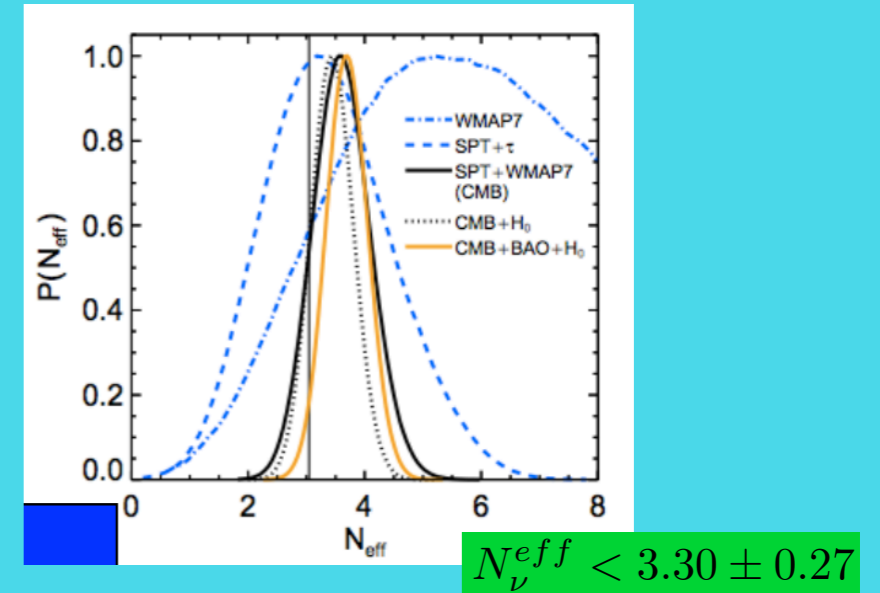 1.0
0.8
0.6
0.4
0.2
0.0
P(N_eff)
WMAP7
SPT+τ
SPT+WMAP7
(CMB)
CMB+H₀
CMB+BAO+H₀
0 2 4 6 8
N_eff
N_ν^{eff} < 3.30 ± 0.27